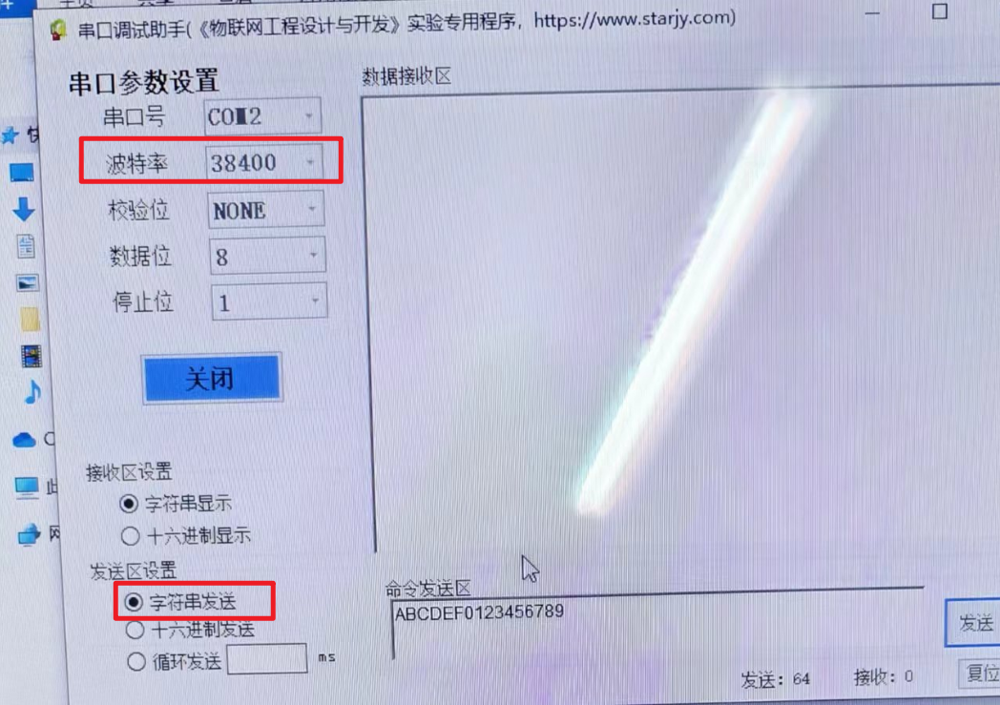 串口调试助手(《物联网工程设计与开发》实验专用程序，https://www.starjy.com)
串口参数设置
串口号 COM2
波特率 38400
校验位 NONE
数据位 8
停止位 1
关闭
接收区设置
字符串显示
十六进制显示
发送区设置
字符串发送
十六进制发送
循环发送 ms
数据接收区
命令发送区
ABCDEF0123456789
发送
发送：64 接收：0 复位